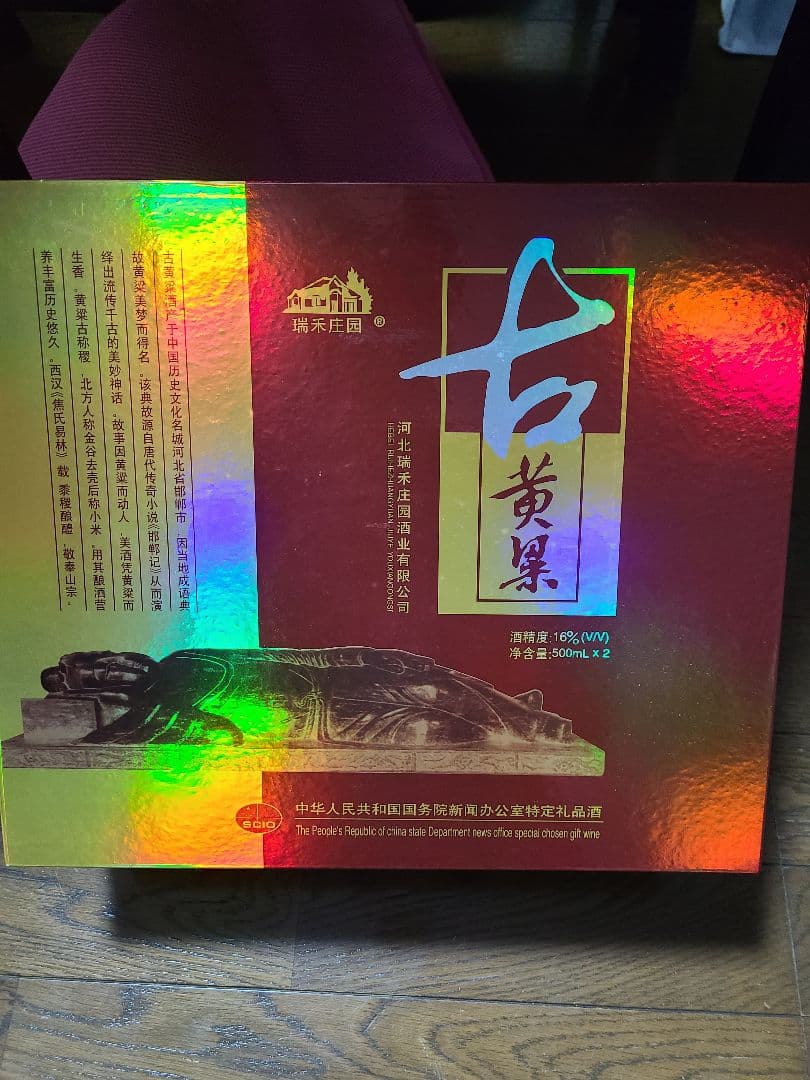 古黄粱酒产于中国历史文化名城河北省邯郸市,因当地成语典
故黄粱美梦而得名。该典故源自唐代传奇小说《邯郸记》从而演
绎出流传千古的美妙神话。故事因黄粱而动人,美酒凭黄粱而
生香。黄粱古称稷,北方人称金谷去壳后称小米,用其酿酒营
养丰富历史悠久。西汉《焦氏易林》载 黍稷酿醴,敬奉山宗。
瑞禾庄园®
古
黄粱
河北瑞禾庄园酒业有限公司
HEBEI RUIHEZHUANGYUAN JIUYE YOUXIANGONGSI
酒精度:16%(V/V)
净含量:500mL×2
SCIO
中华人民共和国国务院新闻办公室特定礼品酒
The People's Republic of china state Department news office special chosen gift wine